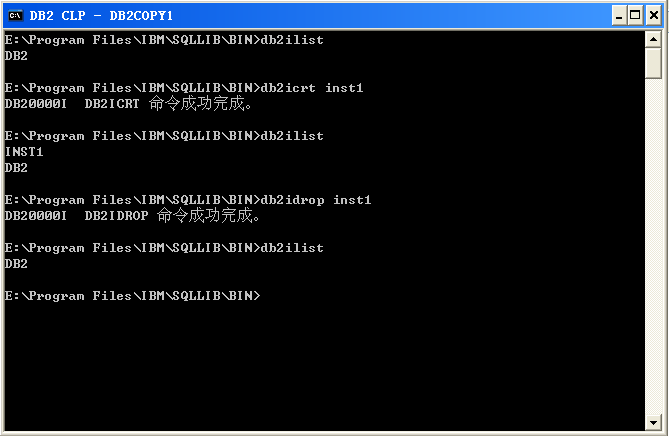 DB2 CLP - DB2COPY1
E:\Program Files\IBM\SQLLIB\BIN>db2ilist
DB2
E:\Program Files\IBM\SQLLIB\BIN>db2icrt inst1
DB20000I  DB2ICRT 命令成功完成。
E:\Program Files\IBM\SQLLIB\BIN>db2ilist
INST1
DB2
E:\Program Files\IBM\SQLLIB\BIN>db2idrop inst1
DB20000I  DB2IDROP 命令成功完成。
E:\Program Files\IBM\SQLLIB\BIN>db2ilist
DB2
E:\Program Files\IBM\SQLLIB\BIN>